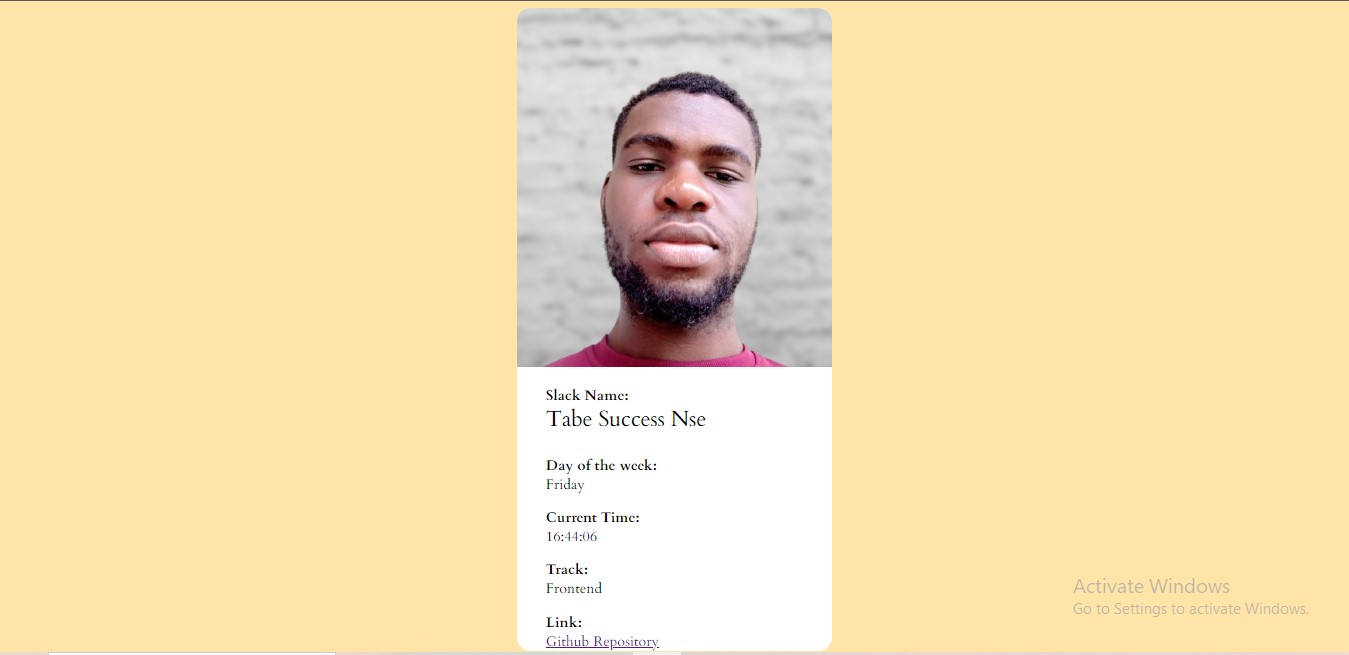 Slack Name:
Tabe Success Nse
Day of the week:
Friday
Current Time:
16:44:06
Track:
Frontend
Link:
Github Repository
Activate Windows
Go to Settings to activate Windows.